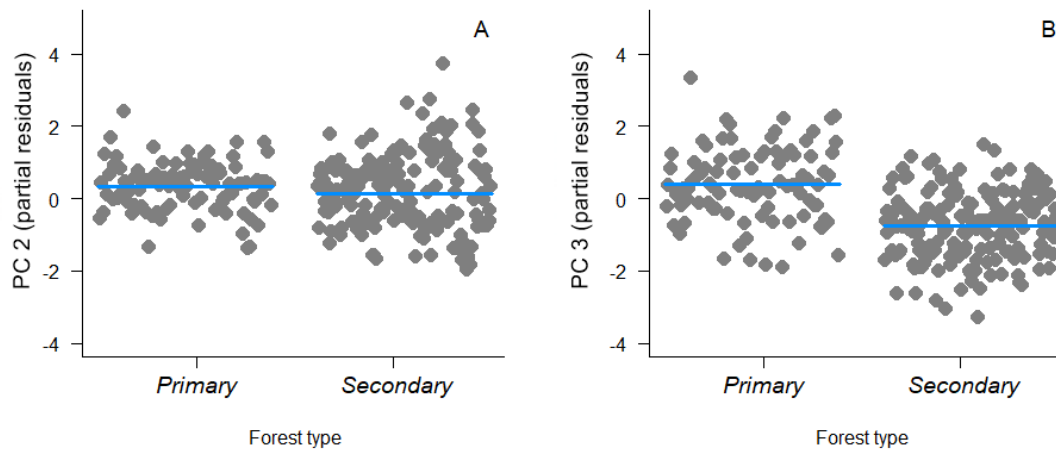 A
PC 2 (partial residuals)
4
2
0
-2
-4
Primary Secondary
Forest type
B
PC 3 (partial residuals)
4
2
0
-2
-4
Primary Secondary
Forest type